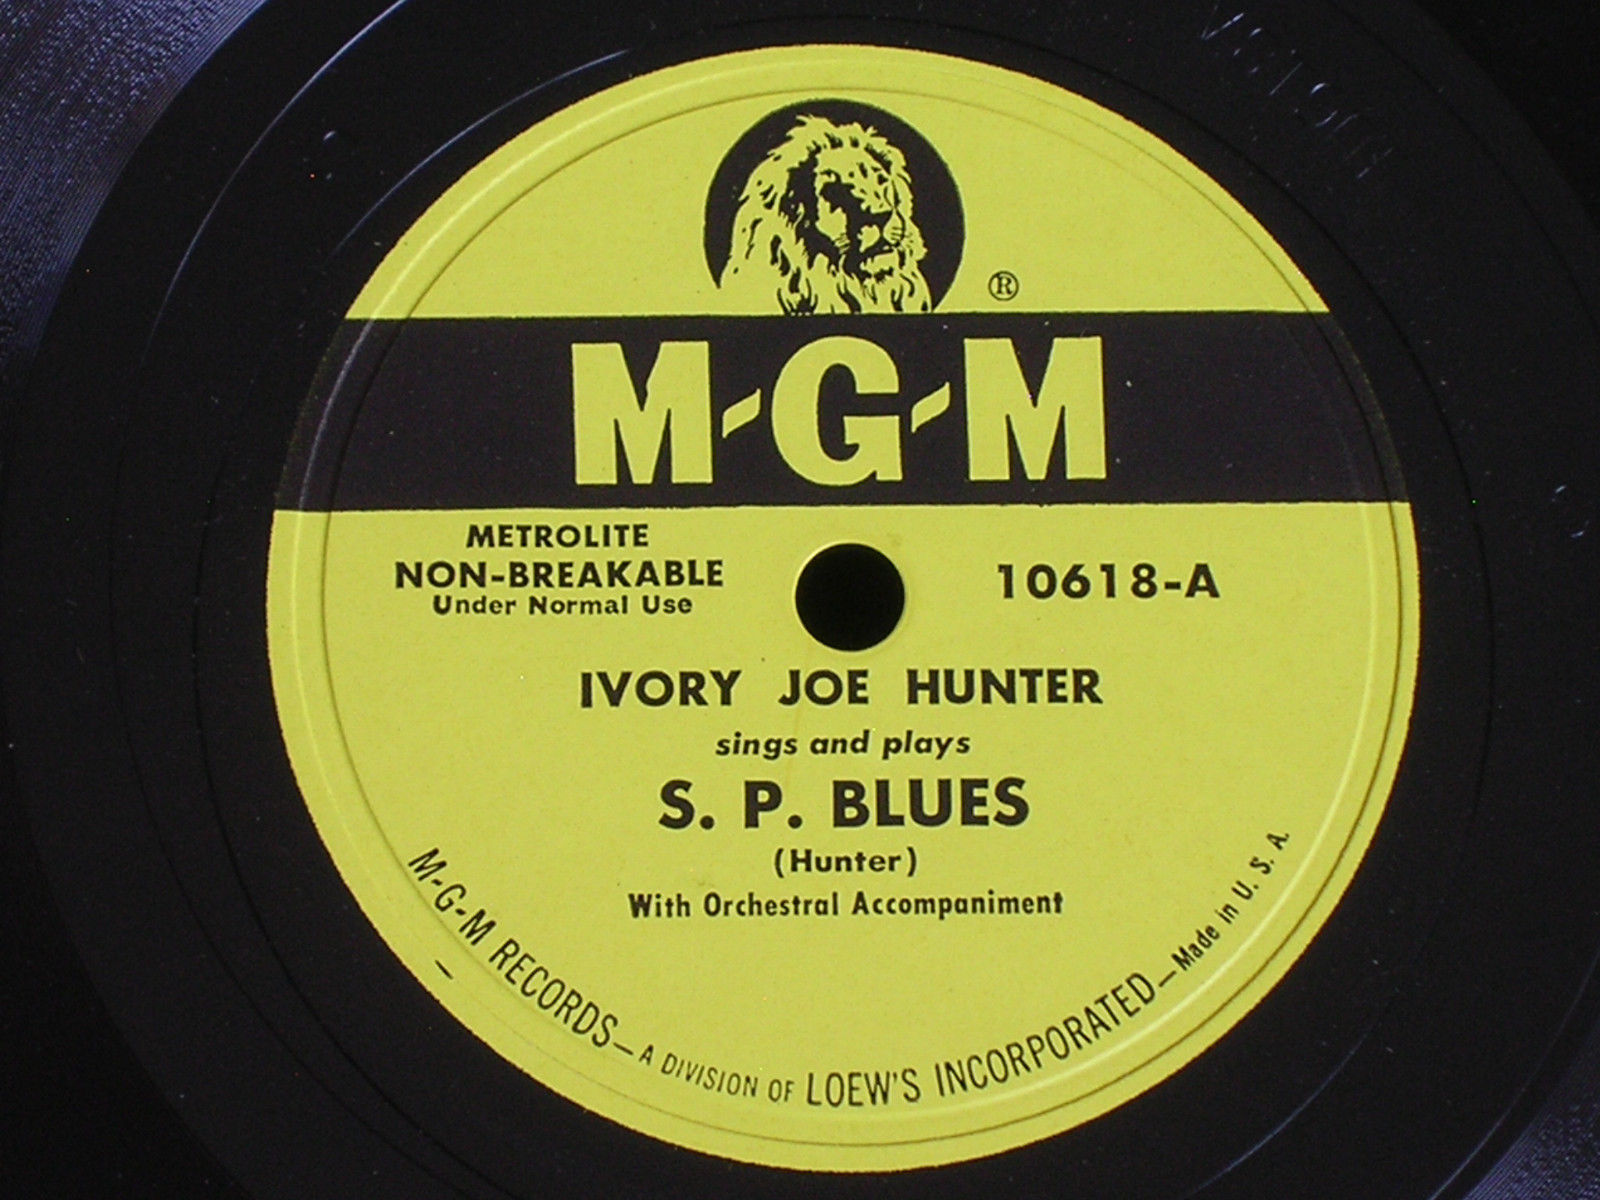 ®
M-G-M
METROLITE
NON-BREAKABLE
Under Normal Use
10618-A
IVORY JOE HUNTER
sings and plays
S. P. BLUES
(Hunter)
With Orchestral Accompaniment
M-G-M RECORDS—A DIVISION OF LOEW'S INCORPORATED—Made in U. S. A.